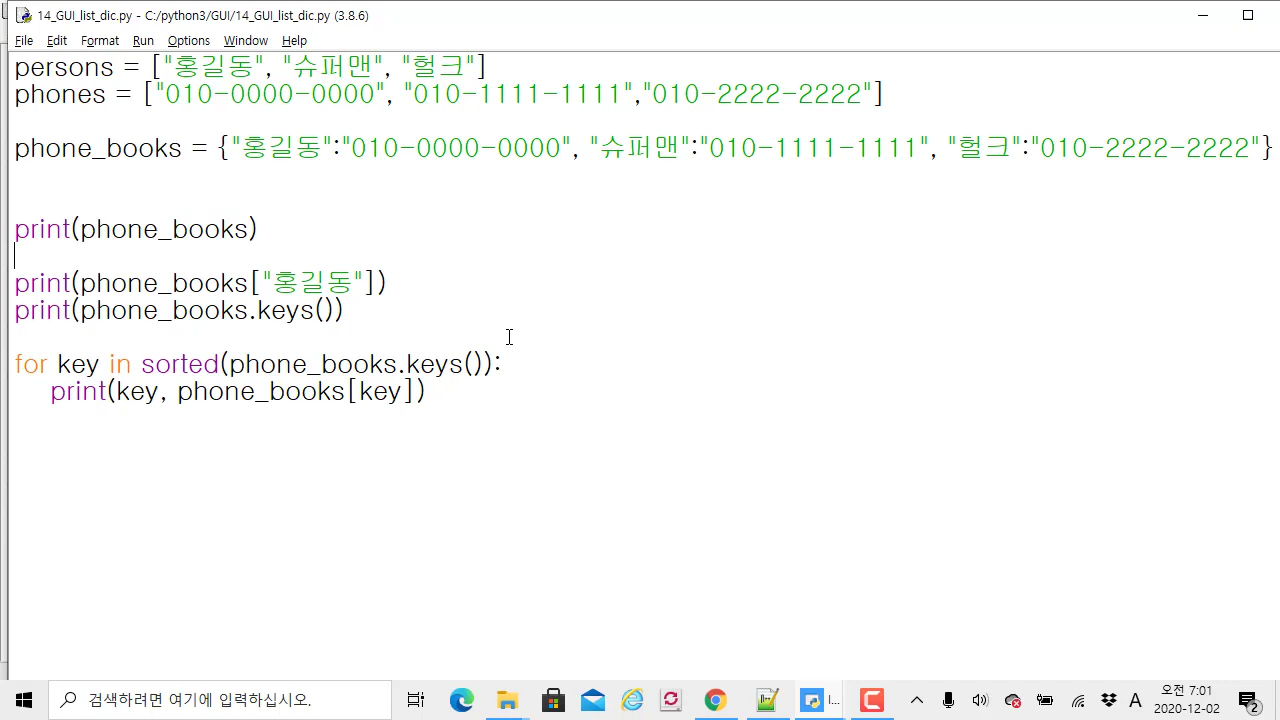 14_GUI_list_dic.py - C:/python3/GUI/14_GUI_list_dic.py (3.8.6)
File Edit Format Run Options Window Help
persons = ["홍길동", "슈퍼맨", "헐크"]
phones = ["010-0000-0000", "010-1111-1111","010-2222-2222"]
phone_books = {"홍길동":"010-0000-0000", "슈퍼맨":"010-1111-1111", "헐크":"010-2222-2222"}
print(phone_books)
print(phone_books["홍길동"])
print(phone_books.keys())
for key in sorted(phone_books.keys()):
    print(key, phone_books[key])
검색하려면 여기에 입력하십시오.
I...
A
오전 7:01
2020-12-02
2